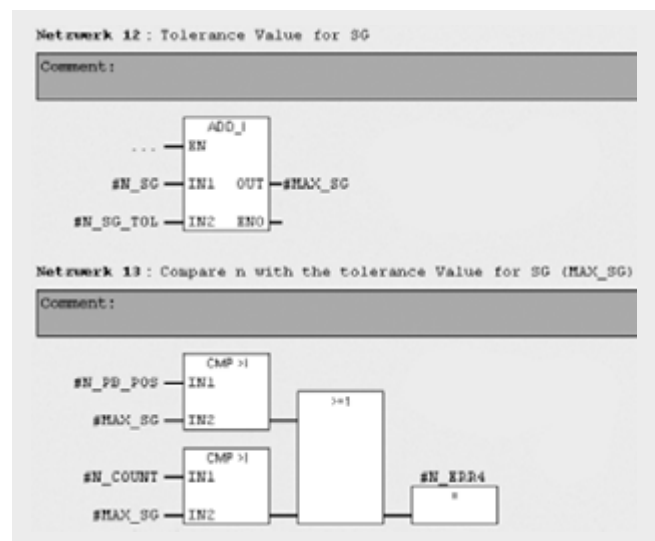 Netzwerk 12 : Tolerance Value for SG
Comment:
ADD_I
... EN
#N_SG IN1 OUT #MAX_SG
#N_SG_TOL IN2 ENO
Netzwerk 13 : Compare n with the tolerance Value for SG (MAX_SG)
Comment:
CMP >I
#N_PB_POS IN1
>=1
#MAX_SG IN2
CMP >I
#N_COUNT IN1 #N_ERR4
=
#MAX_SG IN2